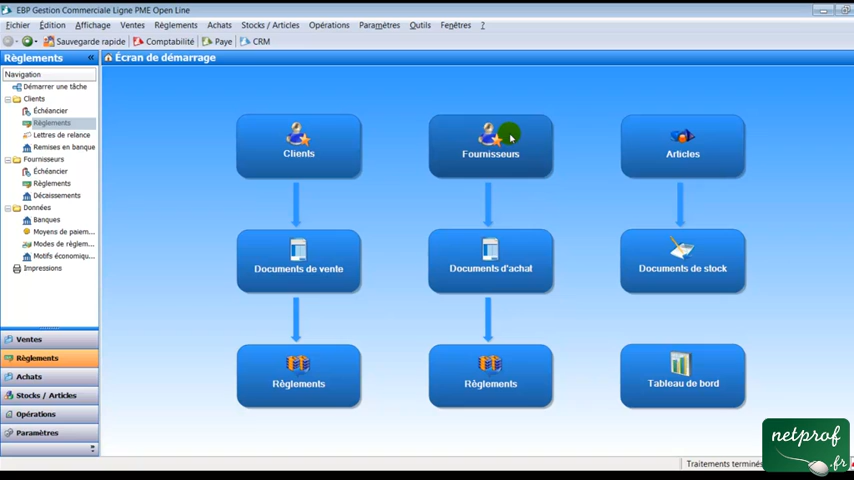 EBP Gestion Commerciale Ligne PME Open Line
Fichier Édition Affichage Ventes Règlements Achats Stocks / Articles Opérations Paramètres Outils Fenêtres ?
Sauvegarde rapide Comptabilité Paye CRM
Règlements «
Écran de démarrage
Navigation
Démarrer une tâche
Clients
Échéancier
Règlements
Lettres de relance
Remises en banque
Fournisseurs
Échéancier
Règlements
Décaissements
Données
Banques
Moyens de paiem...
Modes de règlem...
Motifs économiqu...
Impressions
Ventes
Règlements
Achats
Stocks / Articles
Opérations
Paramètres
Clients
Fournisseurs
Articles
Documents de vente
Documents d'achat
Documents de stock
Règlements
Règlements
Tableau de bord
Traitements terminés
netprof
.fr